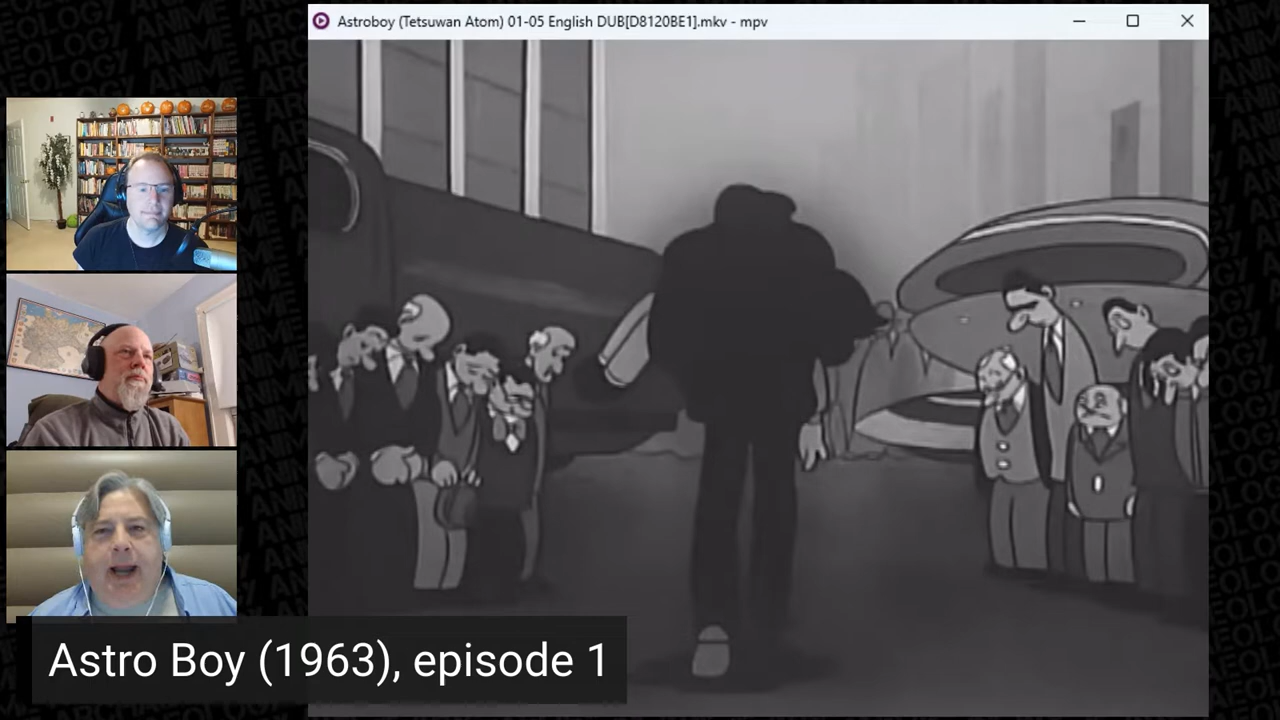 Astroboy (Tetsuwan Atom) 01-05 English DUB[D8120BE1].mkv - mpv
Astro Boy (1963), episode 1